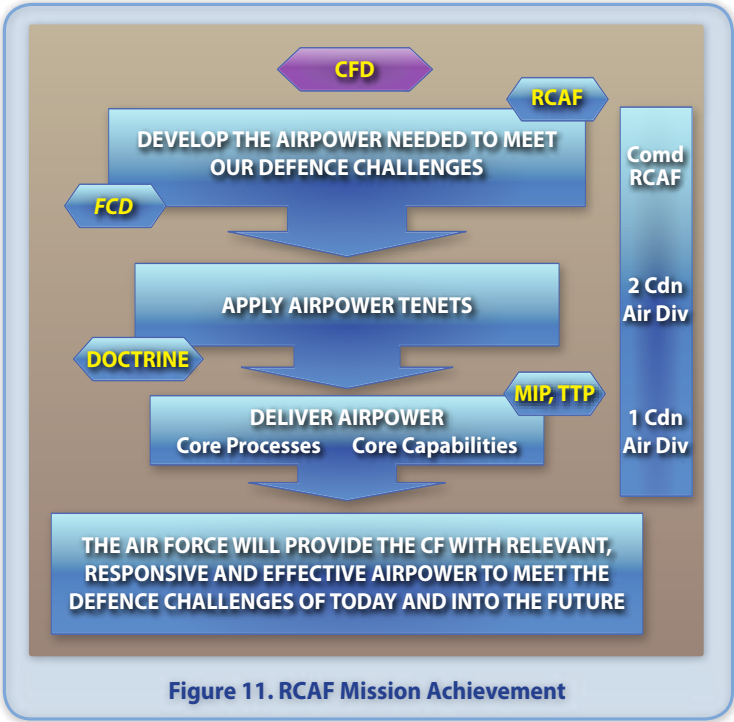 CFD
RCAF
DEVELOP THE AIRPOWER NEEDED TO MEET
OUR DEFENCE CHALLENGES
FCD
Comd
RCAF
APPLY AIRPOWER TENETS
2 Cdn
Air Div
DOCTRINE
MIP, TTP
DELIVER AIRPOWER
Core Processes Core Capabilities
1 Cdn
Air Div
THE AIR FORCE WILL PROVIDE THE CF WITH RELEVANT,
RESPONSIVE AND EFFECTIVE AIRPOWER TO MEET THE
DEFENCE CHALLENGES OF TODAY AND INTO THE FUTURE
Figure 11. RCAF Mission Achievement